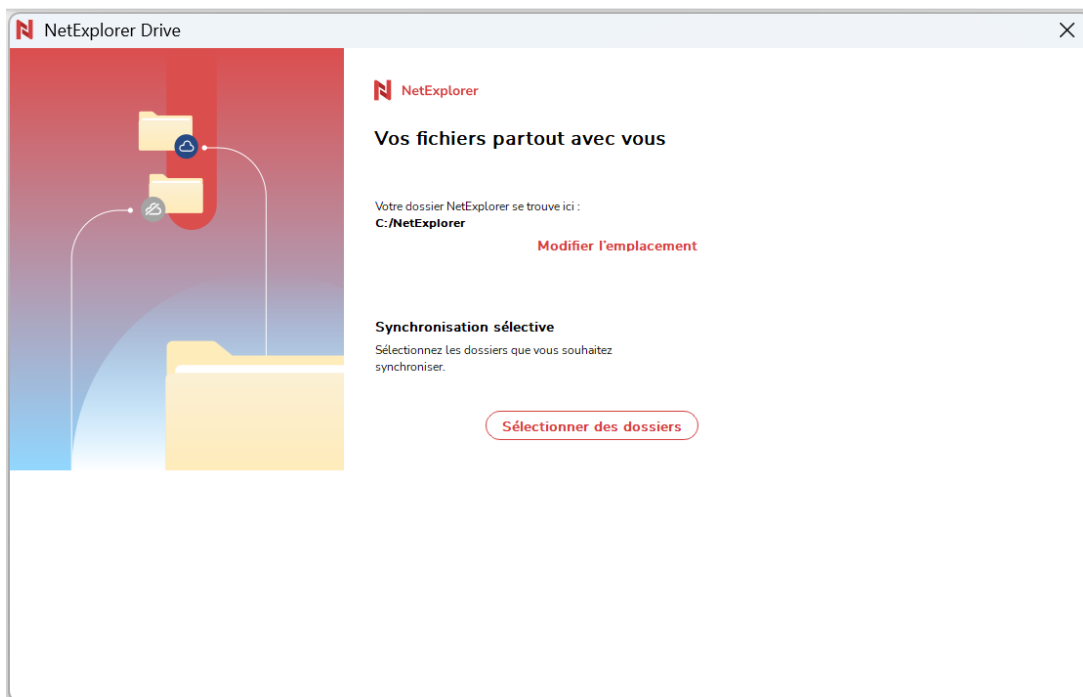 NetExplorer Drive
NetExplorer
Vos fichiers partout avec vous
Votre dossier NetExplorer se trouve ici :
C:/NetExplorer
Modifier l'emplacement
Synchronisation sélective
Sélectionnez les dossiers que vous souhaitez
synchroniser.
Sélectionner des dossiers